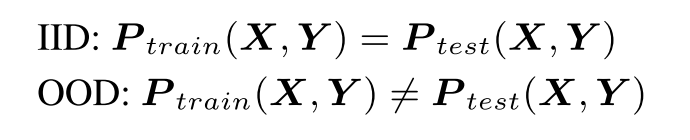 IID: P_train(X, Y) = P_test(X, Y)
OOD: P_train(X, Y) ≠ P_test(X, Y)